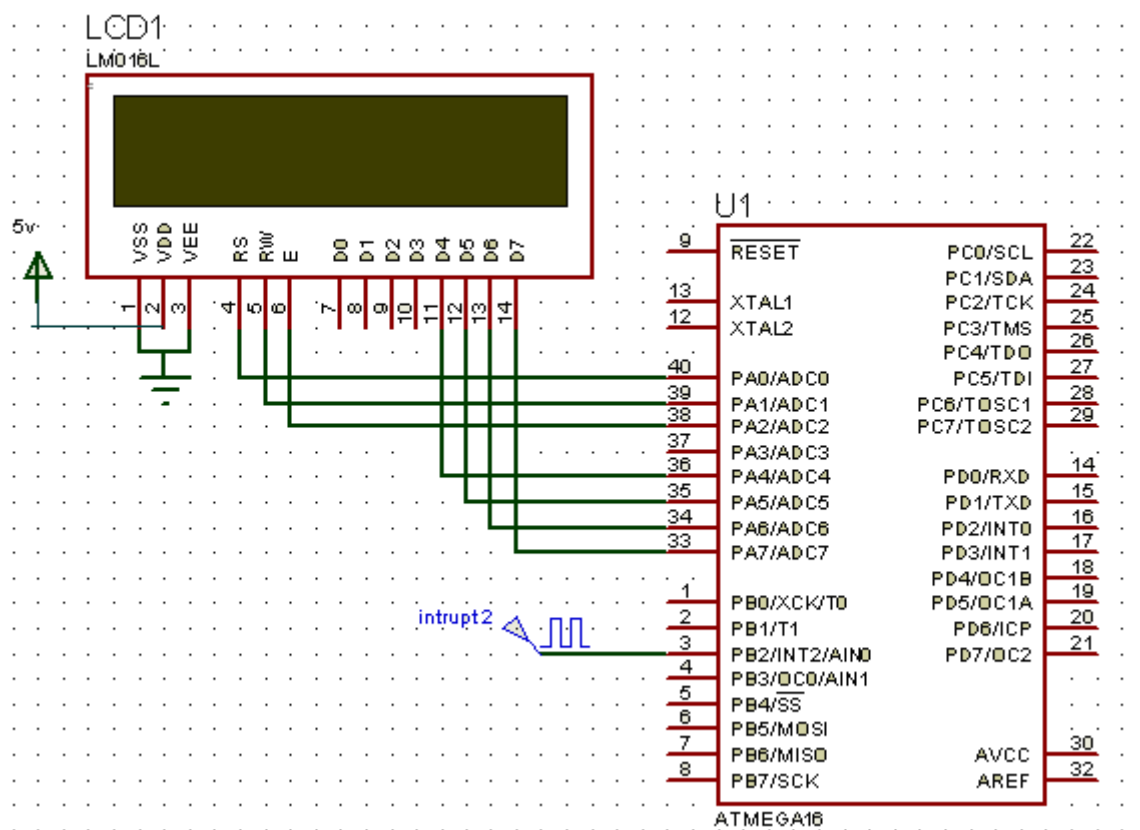 LCD1
LM016L
5v
VSS
VDD
VEE
RS
RW
E
D0
D1
D2
D3
D4
D5
D6
D7
1
2
3
4
5
6
7
8
9
10
11
12
13
14
U1
9 RESET PC0/SCL 22
PC1/SDA 23
13 XTAL1 PC2/TCK 24
12 XTAL2 PC3/TMS 25
PC4/TDO 26
40 PA0/ADC0 PC5/TDI 27
39 PA1/ADC1 PC6/TOSC1 28
38 PA2/ADC2 PC7/TOSC2 29
37 PA3/ADC3
36 PA4/ADC4 PD0/RXD 14
35 PA5/ADC5 PD1/TXD 15
34 PA6/ADC6 PD2/INT0 16
33 PA7/ADC7 PD3/INT1 17
PD4/OC1B 18
1 PB0/XCK/T0 PD5/OC1A 19
intrupt2
2 PB1/T1 PD6/ICP 20
3 PB2/INT2/AIN0 PD7/OC2 21
4 PB3/OC0/AIN1
5 PB4/SS
6 PB5/MOSI
7 PB6/MISO AVCC 30
8 PB7/SCK AREF 32
ATMEGA16